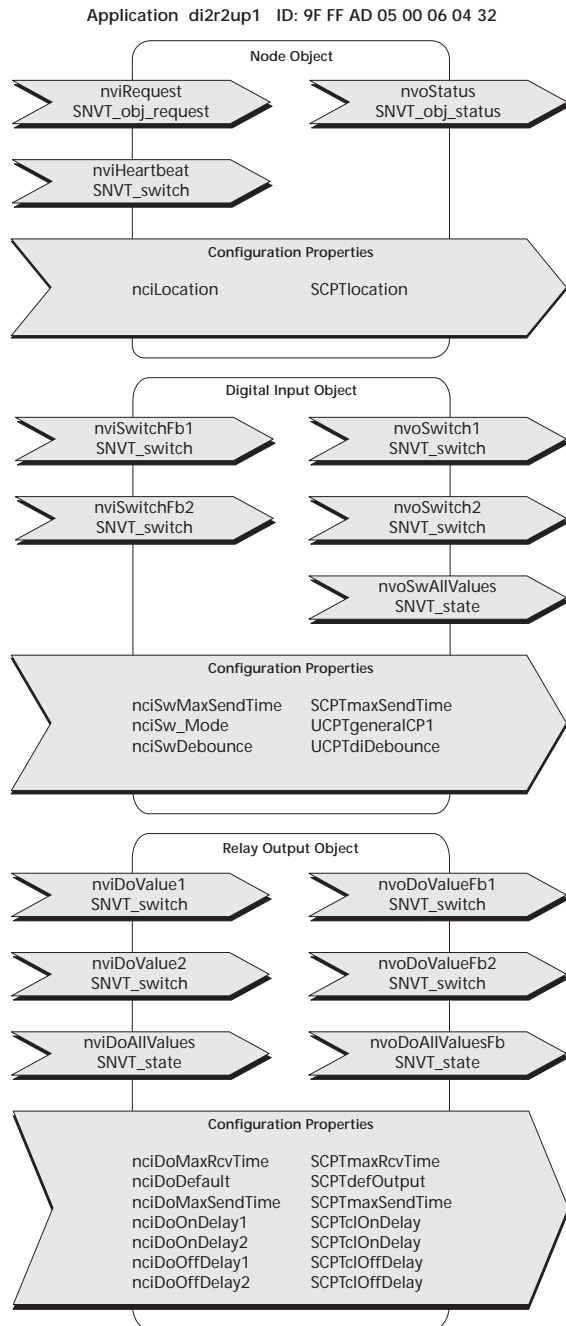 Application di2r2up1 ID: 9F FF AD 05 00 06 04 32
Node Object
nviRequest
SNVT_obj_request
nvoStatus
SNVT_obj_status
nviHeartbeat
SNVT_switch
Configuration Properties
nciLocation SCPTlocation
Digital Input Object
nviSwitchFb1
SNVT_switch
nvoSwitch1
SNVT_switch
nviSwitchFb2
SNVT_switch
nvoSwitch2
SNVT_switch
nvoSwAllValues
SNVT_state
Configuration Properties
nciSwMaxSendTime SCPTmaxSendTime
nciSw_Mode UCPTgeneralCP1
nciSwDebounce UCPTdiDebounce
Relay Output Object
nviDoValue1
SNVT_switch
nvoDoValueFb1
SNVT_switch
nviDoValue2
SNVT_switch
nvoDoValueFb2
SNVT_switch
nviDoAllValues
SNVT_state
nvoDoAllValuesFb
SNVT_state
Configuration Properties
nciDoMaxRcvTime SCPTmaxRcvTime
nciDoDefault SCPTdefOutput
nciDoMaxSendTime SCPTmaxSendTime
nciDoOnDelay1 SCPTclOnDelay
nciDoOnDelay2 SCPTclOnDelay
nciDoOffDelay1 SCPTclOffDelay
nciDoOffDelay2 SCPTclOffDelay